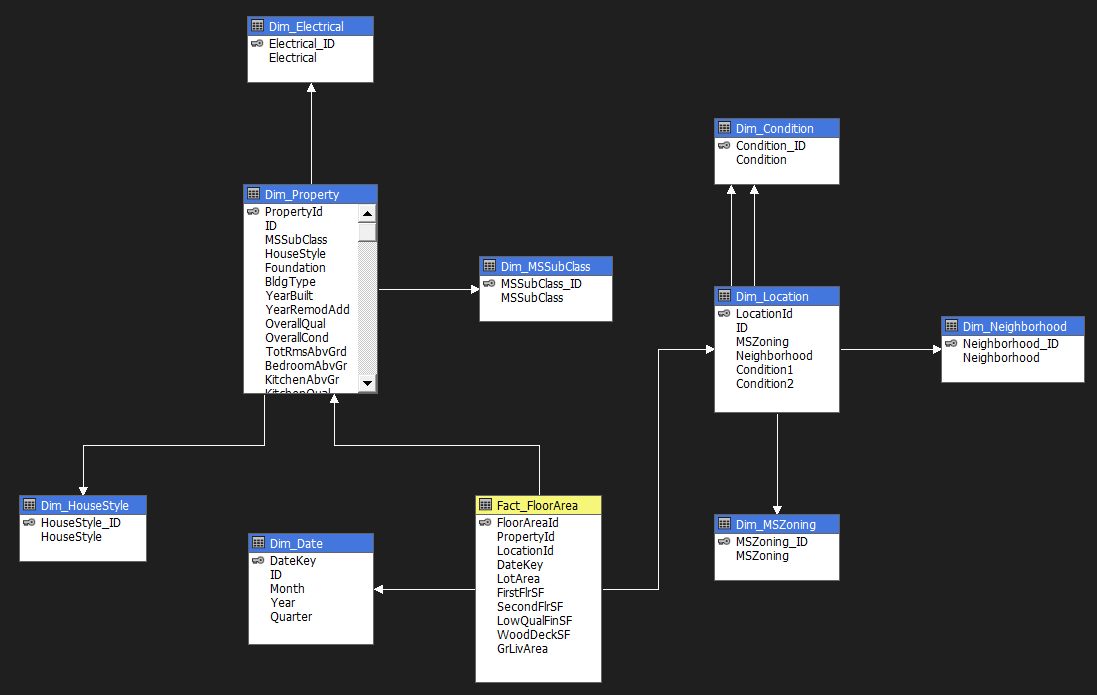 Dim_Electrical
Electrical_ID
Electrical
Dim_Condition
Condition_ID
Condition
Dim_Property
PropertyId
ID
MSSubClass
HouseStyle
Foundation
BldgType
YearBuilt
YearRemodAdd
OverallQual
OverallCond
TotRmsAbvGrd
BedroomAbvGr
KitchenAbvGr
KitchenQual
Dim_MSSubClass
MSSubClass_ID
MSSubClass
Dim_Location
LocationId
ID
MSZoning
Neighborhood
Condition1
Condition2
Dim_Neighborhood
Neighborhood_ID
Neighborhood
Dim_HouseStyle
HouseStyle_ID
HouseStyle
Dim_Date
DateKey
ID
Month
Year
Quarter
Fact_FloorArea
FloorAreaId
PropertyId
LocationId
DateKey
LotArea
FirstFlrSF
SecondFlrSF
LowQualFinSF
WoodDeckSF
GrLivArea
Dim_MSZoning
MSZoning_ID
MSZoning